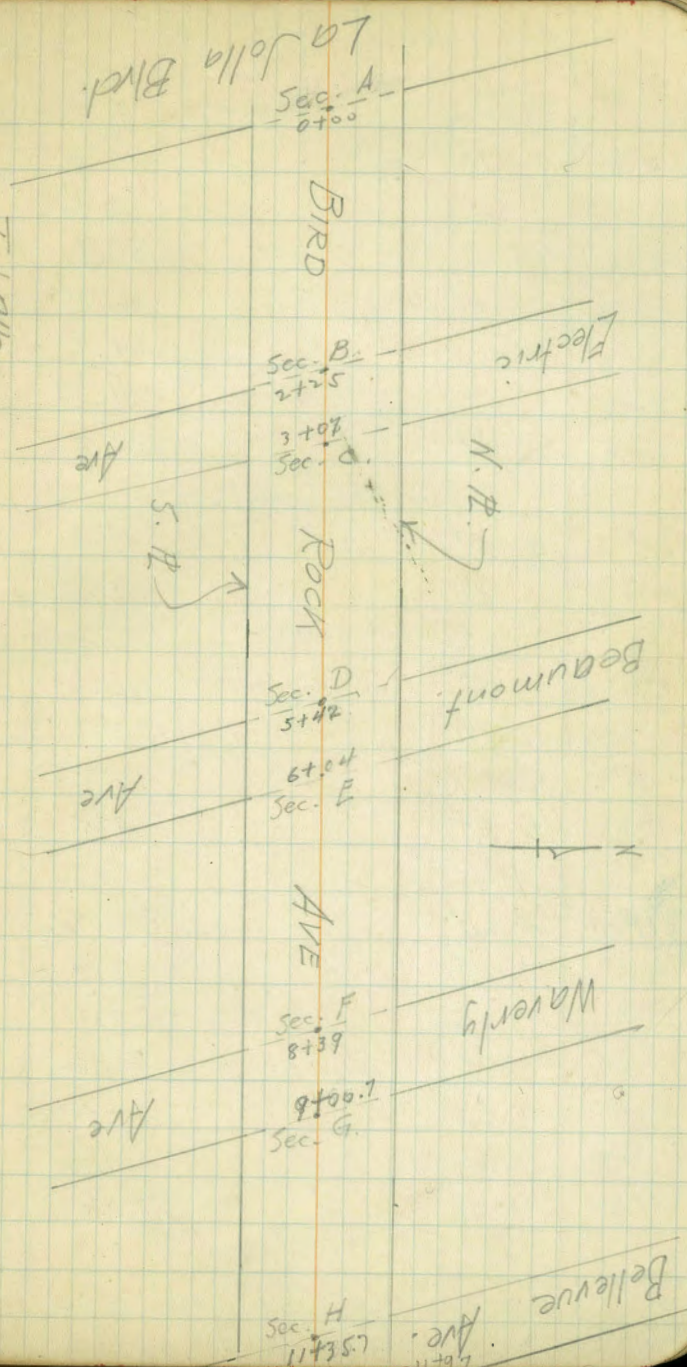 La Jolla Blvd.
Sec. A
0+00
BIRD
Sec. B.
2+25
Electric
Ave
3+07
Sec. C.
N. PL.
S. PL
ROCK
Sec. D
5+42
Beaumont.
Ave
6+04
Sec. E
N
AVE
Sec. F
8+39
Waverly
Ave
9+00.7
Sec. G.
Bellevue
Ave.
Sec. H
11+35.7